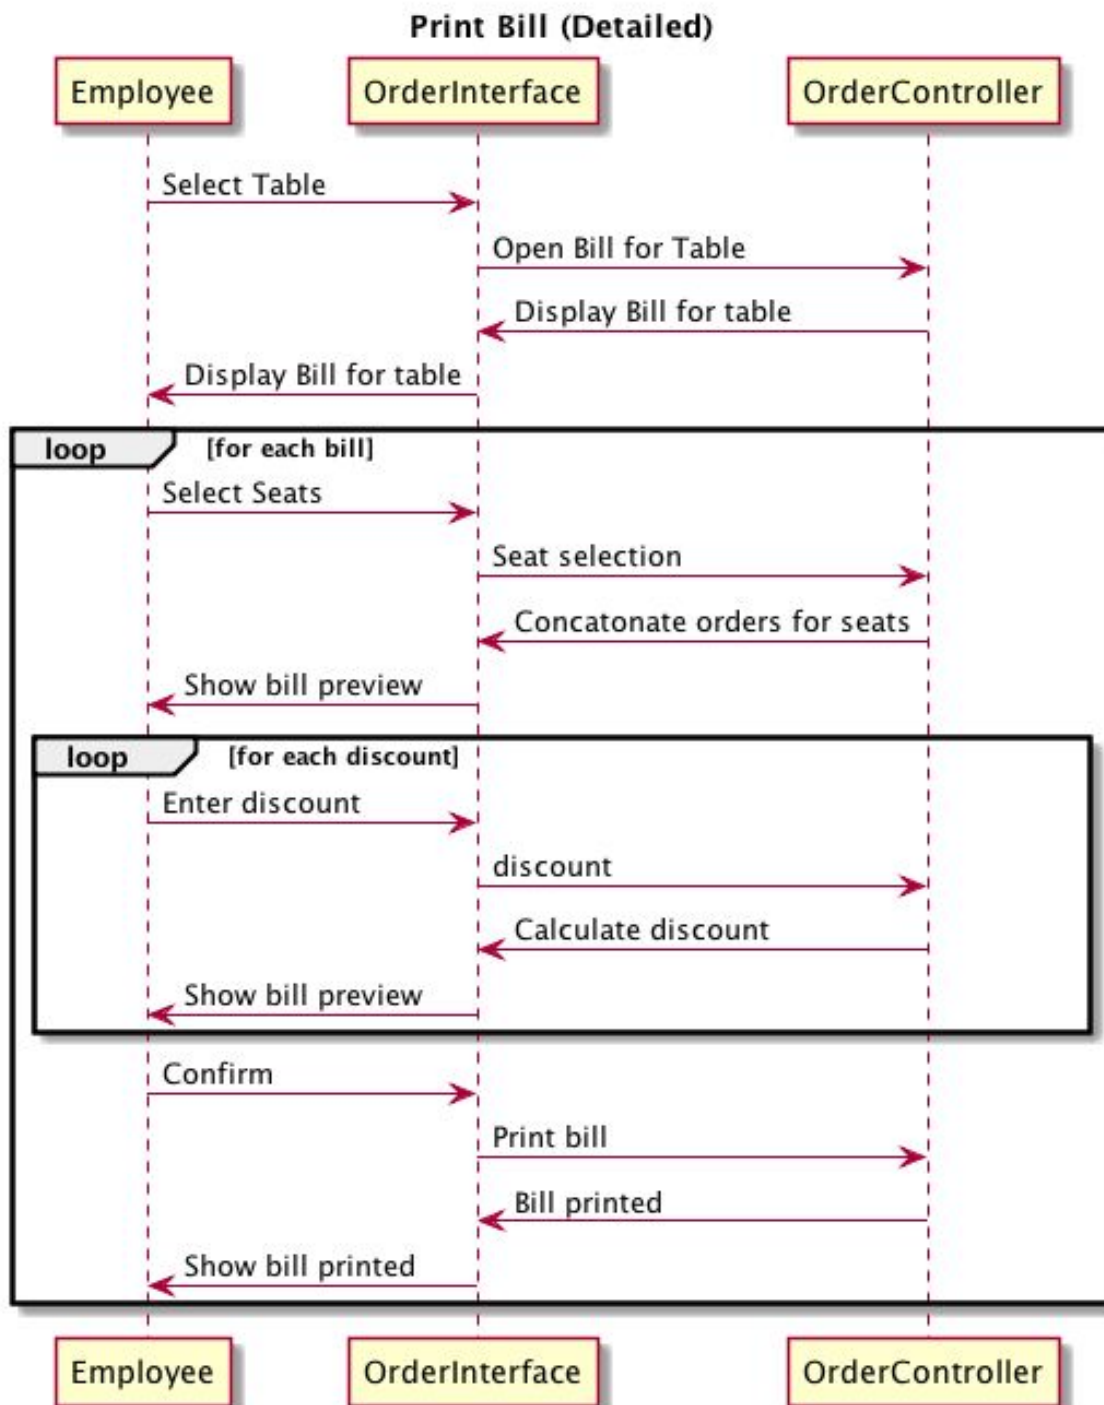 Print Bill (Detailed)
Employee OrderInterface OrderController
Select Table
Open Bill for Table
Display Bill for table
Display Bill for table
loop [for each bill]
Select Seats
Seat selection
Concatonate orders for seats
Show bill preview
loop [for each discount]
Enter discount
discount
Calculate discount
Show bill preview
Confirm
Print bill
Bill printed
Show bill printed
Employee OrderInterface OrderController